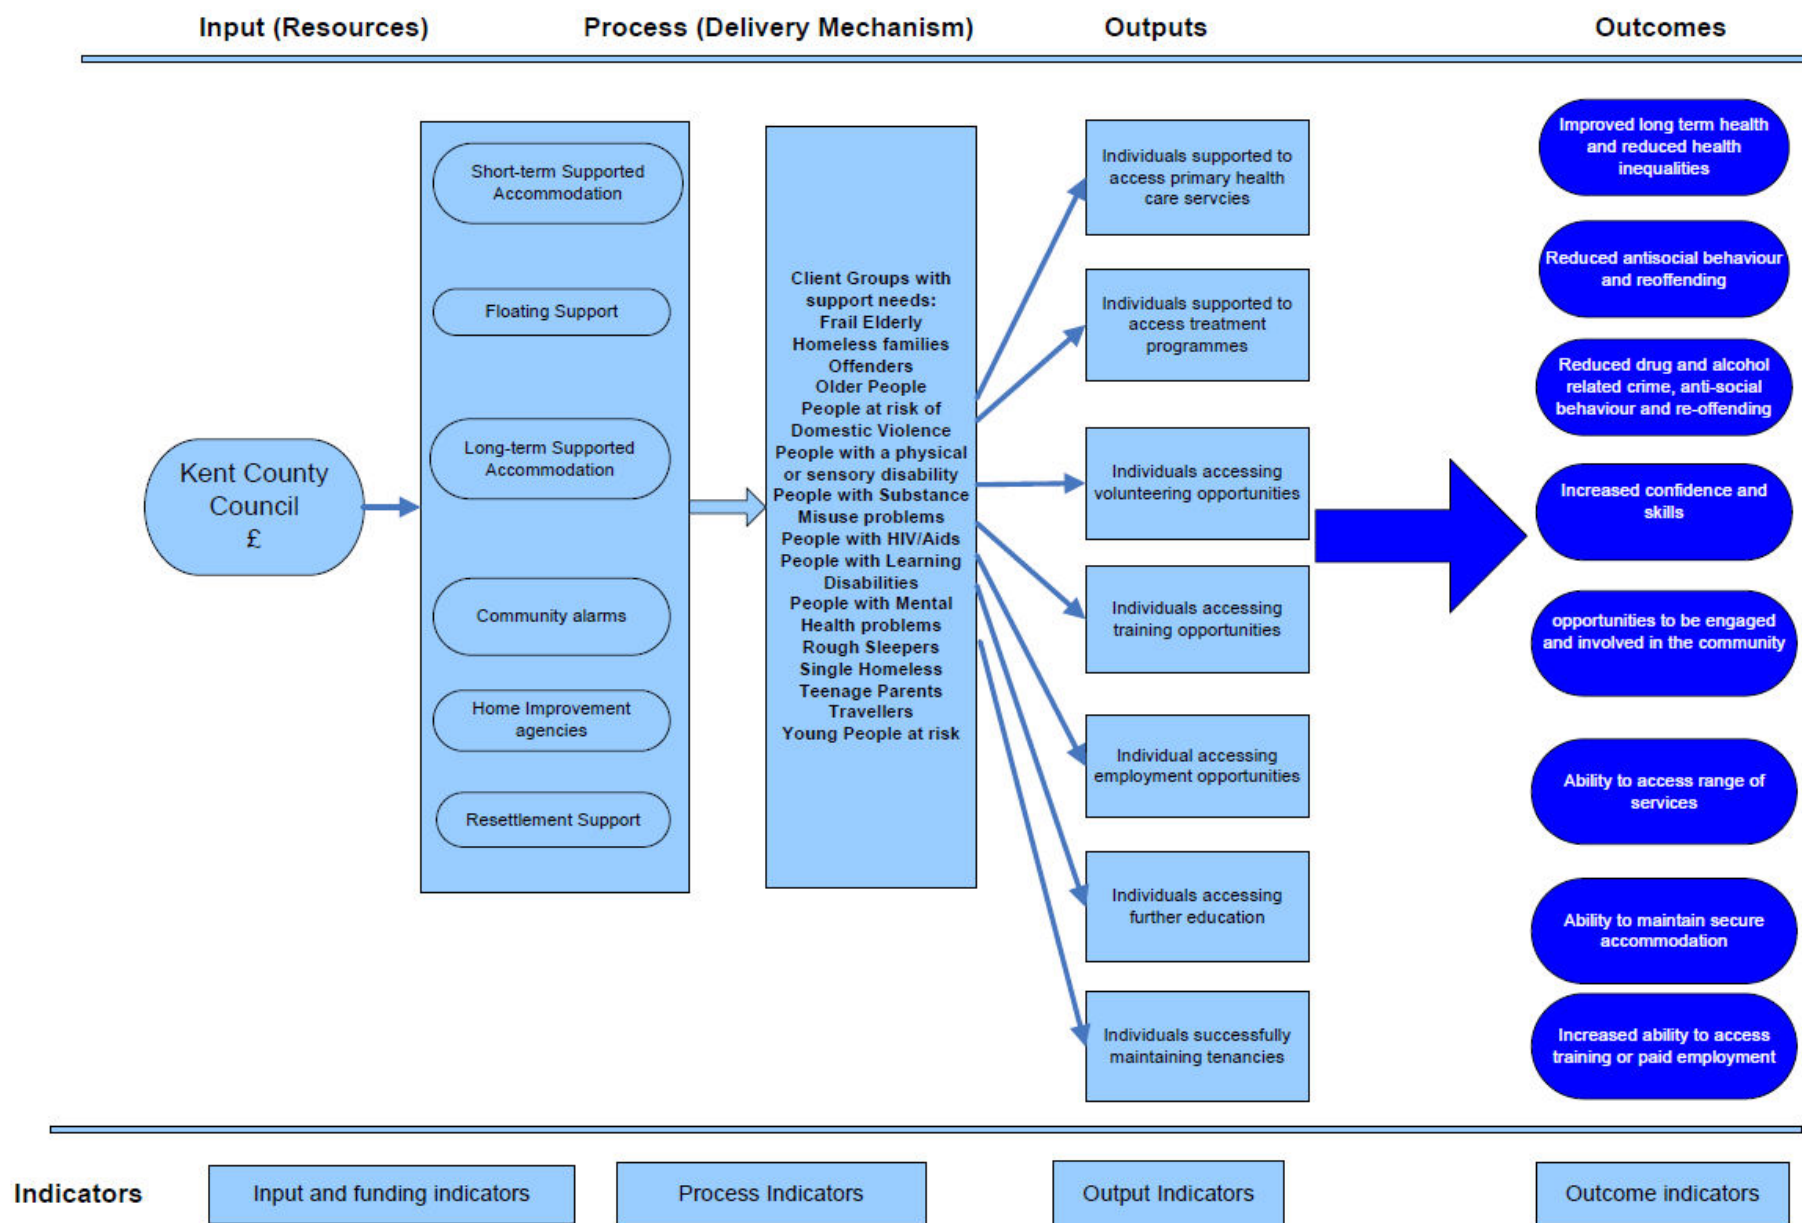 Input (Resources)
Process (Delivery Mechanism)
Outputs
Outcomes
Kent County
Council
£
Short-term Supported
Accommodation
Floating Support
Long-term Supported
Accommodation
Community alarms
Home Improvement
agencies
Resettlement Support
Client Groups with
support needs:
Frail Elderly
Homeless families
Offenders
Older People
People at risk of
Domestic Violence
People with a physical
or sensory disability
People with Substance
Misuse problems
People with HIV/Aids
People with Learning
Disabilities
People with Mental
Health problems
Rough Sleepers
Single Homeless
Teenage Parents
Travellers
Young People at risk
Individuals supported to
access primary health
care servcies
Individuals supported to
access treatment
programmes
Individuals accessing
volunteering opportunities
Individuals accessing
training opportunities
Individual accessing
employment opportunities
Individuals accessing
further education
Individuals successfully
maintaining tenancies
Improved long term health
and reduced health
inequalities
Reduced antisocial behaviour
and reoffending
Reduced drug and alcohol
related crime, anti-social
behaviour and re-offending
Increased confidence and
skills
opportunities to be engaged
and involved in the community
Ability to access range of
services
Ability to maintain secure
accommodation
Increased ability to access
training or paid employment
Indicators
Input and funding indicators
Process Indicators
Output Indicators
Outcome indicators